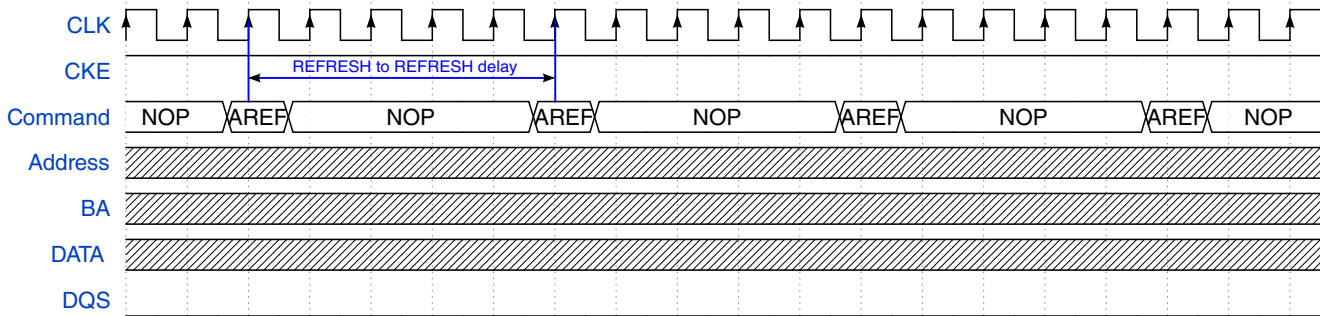 CLK
CKE
REFRESH to REFRESH delay
Command NOP AREF NOP AREF NOP AREF NOP AREF NOP
Address
BA
DATA
DQS